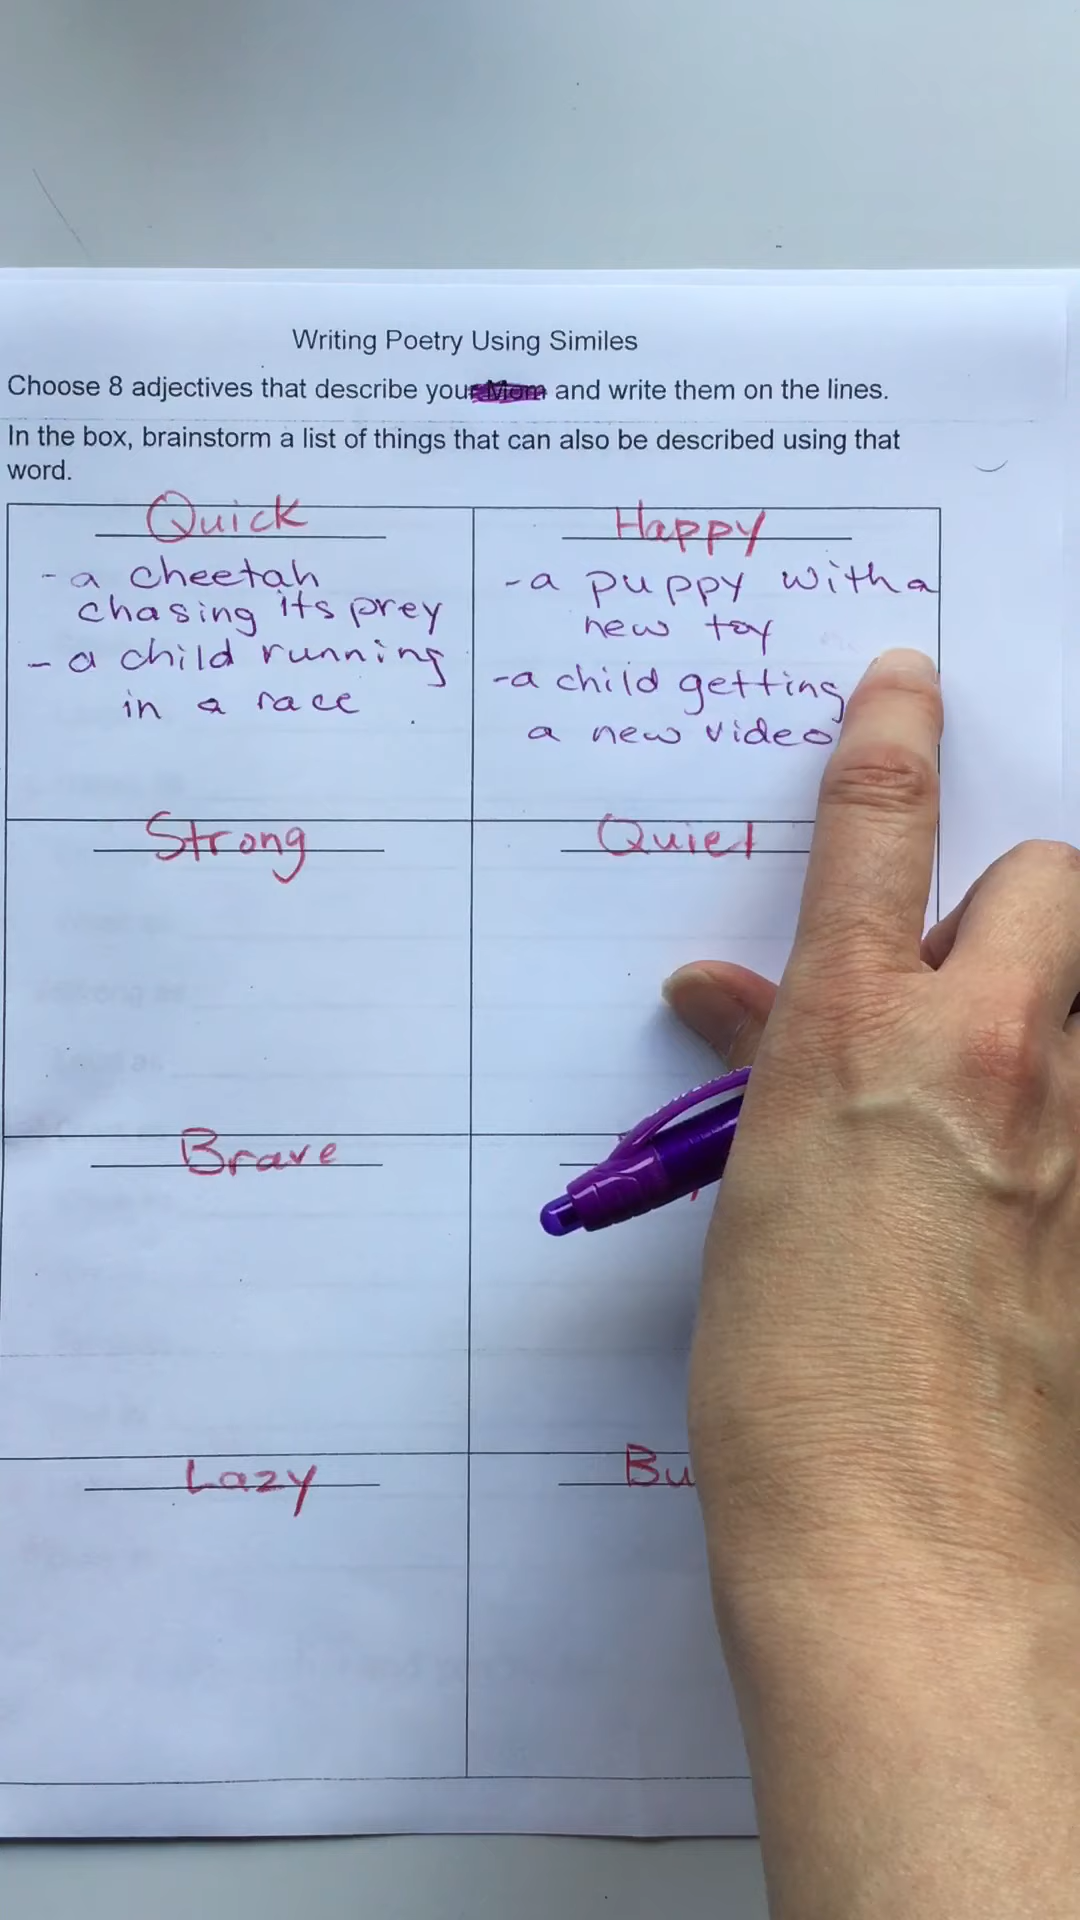 Writing Poetry Using Similes
Choose 8 adjectives that describe your Mom and write them on the lines.
In the box, brainstorm a list of things that can also be described using that
word.
Quick
- a cheetah
chasing its prey
- a child running
in a race
Happy
- a puppy with a
new toy
- a child getting
a new video
Strong
Quiet
Brave
Lazy
Bu